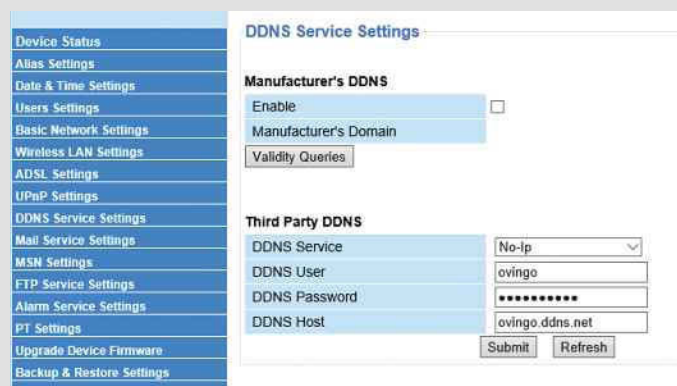 Device Status
Alias Settings
Date & Time Settings
Users Settings
Basic Network Settings
Wireless LAN Settings
ADSL Settings
UPnP Settings
DDNS Service Settings
Mail Service Settings
MSN Settings
FTP Service Settings
Alarm Service Settings
PT Settings
Upgrade Device Firmware
Backup & Restore Settings
DDNS Service Settings
Manufacturer's DDNS
Enable
Manufacturer's Domain
Validity Queries
Third Party DDNS
DDNS Service No-Ip
DDNS User ovingo
DDNS Password ●●●●●●●●●●
DDNS Host ovingo.ddns.net
Submit Refresh